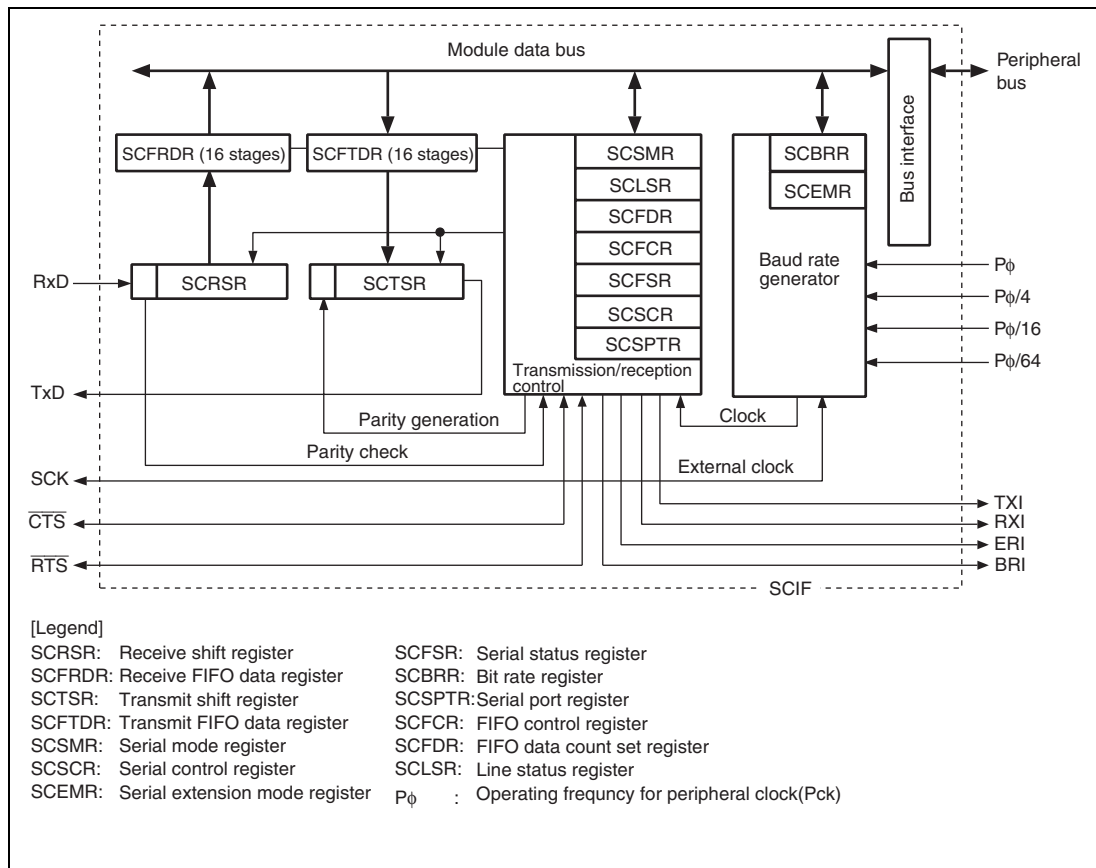 Module data bus
Peripheral
bus
Bus interface
SCFRDR (16 stages)
SCFTDR (16 stages)
SCSMR
SCLSR
SCFDR
SCFCR
SCFSR
SCSCR
SCSPTR
Transmission/reception
control
SCBRR
SCEMR
Baud rate
generator
RxD
SCRSR
SCTSR
Pϕ
Pϕ/4
Pϕ/16
Pϕ/64
TxD
Parity generation
Clock
Parity check
SCK
External clock
CTS
RTS
TXI
RXI
ERI
BRI
SCIF
[Legend]
SCRSR: Receive shift register
SCFRDR: Receive FIFO data register
SCTSR: Transmit shift register
SCFTDR: Transmit FIFO data register
SCSMR: Serial mode register
SCSCR: Serial control register
SCEMR: Serial extension mode register
SCFSR: Serial status register
SCBRR: Bit rate register
SCSPTR: Serial port register
SCFCR: FIFO control register
SCFDR: FIFO data count set register
SCLSR: Line status register
Pϕ : Operating frequncy for peripheral clock(Pck)